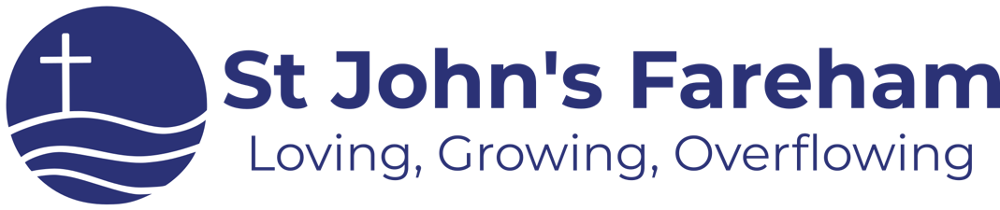 St John's Fareham
Loving, Growing, Overflowing